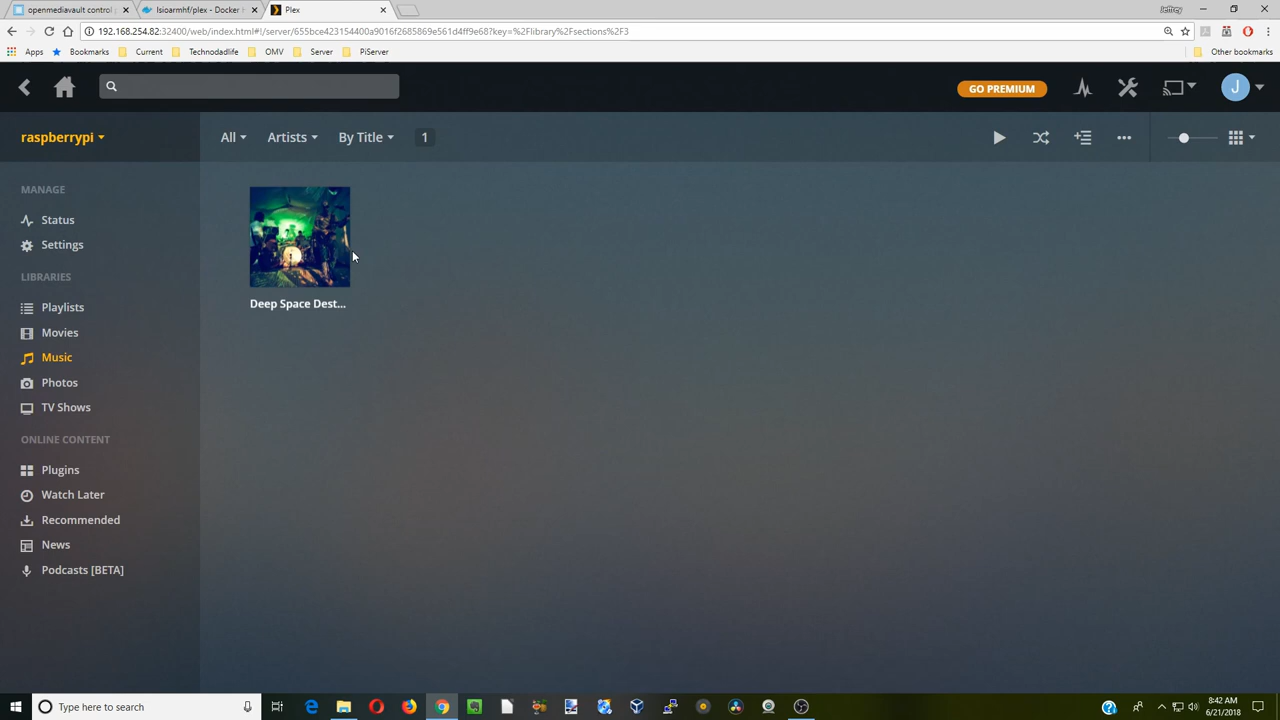 openmediavault control p
lsioarmhf/plex - Docker H
Plex
Jeffrey
192.168.254.82:32400/web/index.html#!/server/655bce423154400a9016f2685869e561d4ff9e68?key=%2Flibrary%2Fsections%2F3
Apps Bookmarks Current Technodadlife OMV Server PiServer Other bookmarks
GO PREMIUM
J
raspberrypi
All Artists By Title 1
MANAGE
Status
Settings
LIBRARIES
Playlists
Movies
Music
Photos
TV Shows
ONLINE CONTENT
Plugins
Watch Later
Recommended
News
Podcasts [BETA]
Deep Space Dest...
Type here to search
8:42 AM
6/21/2018